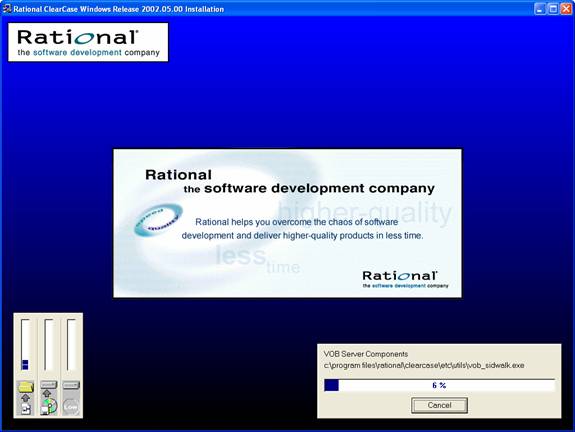 Rational ClearCase Windows Release 2002.05.00 Installation
Rational®
the software development company
Rational
the software development company
higher-quality
Rational helps you overcome the chaos of software
development and deliver higher-quality products in less time.
less
time
speed
quality
Rational®
the software development company
VOB Server Components
c:\program files\rational\clearcase\etc\utils\vob_sidwalk.exe
6 %
Cancel
Low